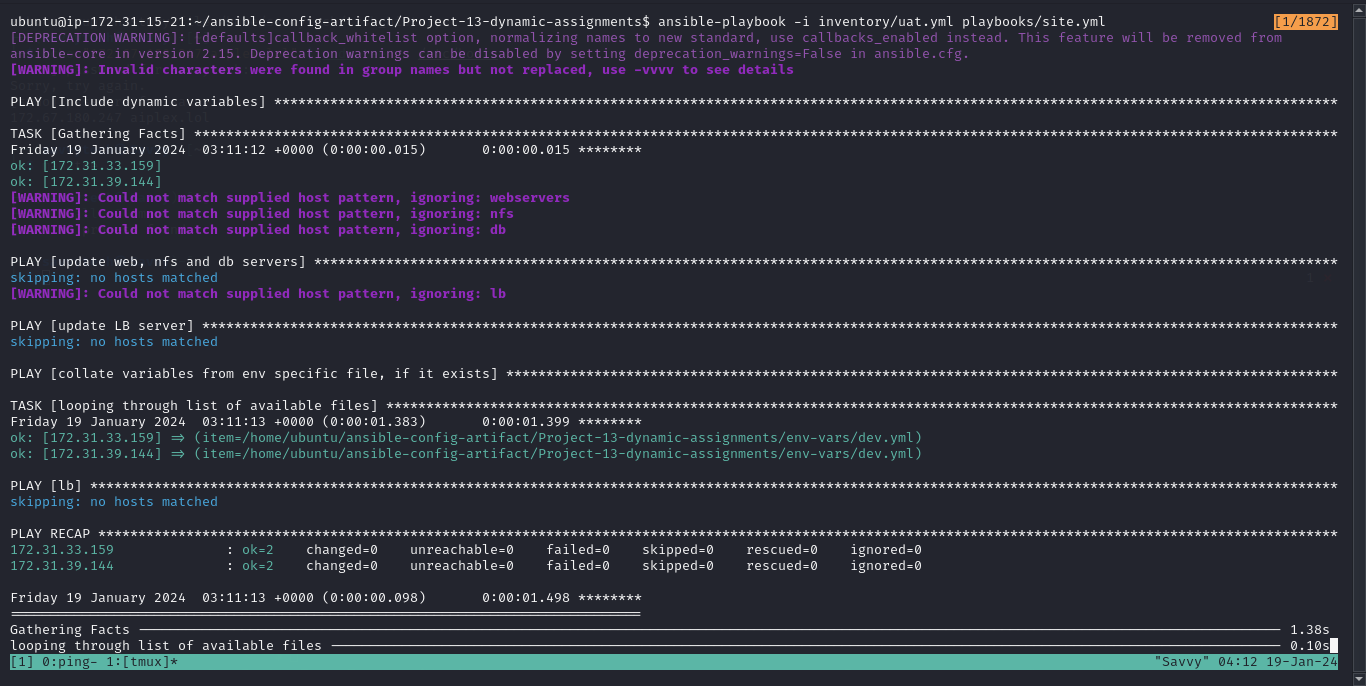 ubuntu@ip-172-31-15-21:~/ansible-config-artifact/Project-13-dynamic-assignments$ ansible-playbook -i inventory/uat.yml playbooks/site.yml [1/1872]
[DEPRECATION WARNING]: [defaults]callback_whitelist option, normalizing names to new standard, use callbacks_enabled instead. This feature will be removed from
ansible-core in version 2.15. Deprecation warnings can be disabled by setting deprecation_warnings=False in ansible.cfg.
[WARNING]: Invalid characters were found in group names but not replaced, use -vvvv to see details
PLAY [Include dynamic variables] *************************************************************************************************************************************
TASK [Gathering Facts] ***********************************************************************************************************************************************
Friday 19 January 2024  03:11:12 +0000 (0:00:00.015)       0:00:00.015 ********
ok: [172.31.33.159]
ok: [172.31.39.144]
[WARNING]: Could not match supplied host pattern, ignoring: webservers
[WARNING]: Could not match supplied host pattern, ignoring: nfs
[WARNING]: Could not match supplied host pattern, ignoring: db
PLAY [update web, nfs and db servers] ********************************************************************************************************************************
skipping: no hosts matched
[WARNING]: Could not match supplied host pattern, ignoring: lb
PLAY [update LB server] **********************************************************************************************************************************************
skipping: no hosts matched
PLAY [collate variables from env specific file, if it exists] ********************************************************************************************************
TASK [looping through list of available files] ***********************************************************************************************************************
Friday 19 January 2024  03:11:13 +0000 (0:00:01.383)       0:00:01.399 ********
ok: [172.31.33.159] => (item=/home/ubuntu/ansible-config-artifact/Project-13-dynamic-assignments/env-vars/dev.yml)
ok: [172.31.39.144] => (item=/home/ubuntu/ansible-config-artifact/Project-13-dynamic-assignments/env-vars/dev.yml)
PLAY [lb] ************************************************************************************************************************************************************
skipping: no hosts matched
PLAY RECAP ***********************************************************************************************************************************************************
172.31.33.159              : ok=2    changed=0    unreachable=0    failed=0    skipped=0    rescued=0    ignored=0
172.31.39.144              : ok=2    changed=0    unreachable=0    failed=0    skipped=0    rescued=0    ignored=0
Friday 19 January 2024  03:11:13 +0000 (0:00:00.098)       0:00:01.498 ********
===============================================================================
Gathering Facts ------------------------------------------------------------------------------------------------------------------------------------------------ 1.38s
looping through list of available files ------------------------------------------------------------------------------------------------------------------------ 0.10s
[1] 0:ping- 1:[tmux]* "Savvy" 04:12 19-Jan-24